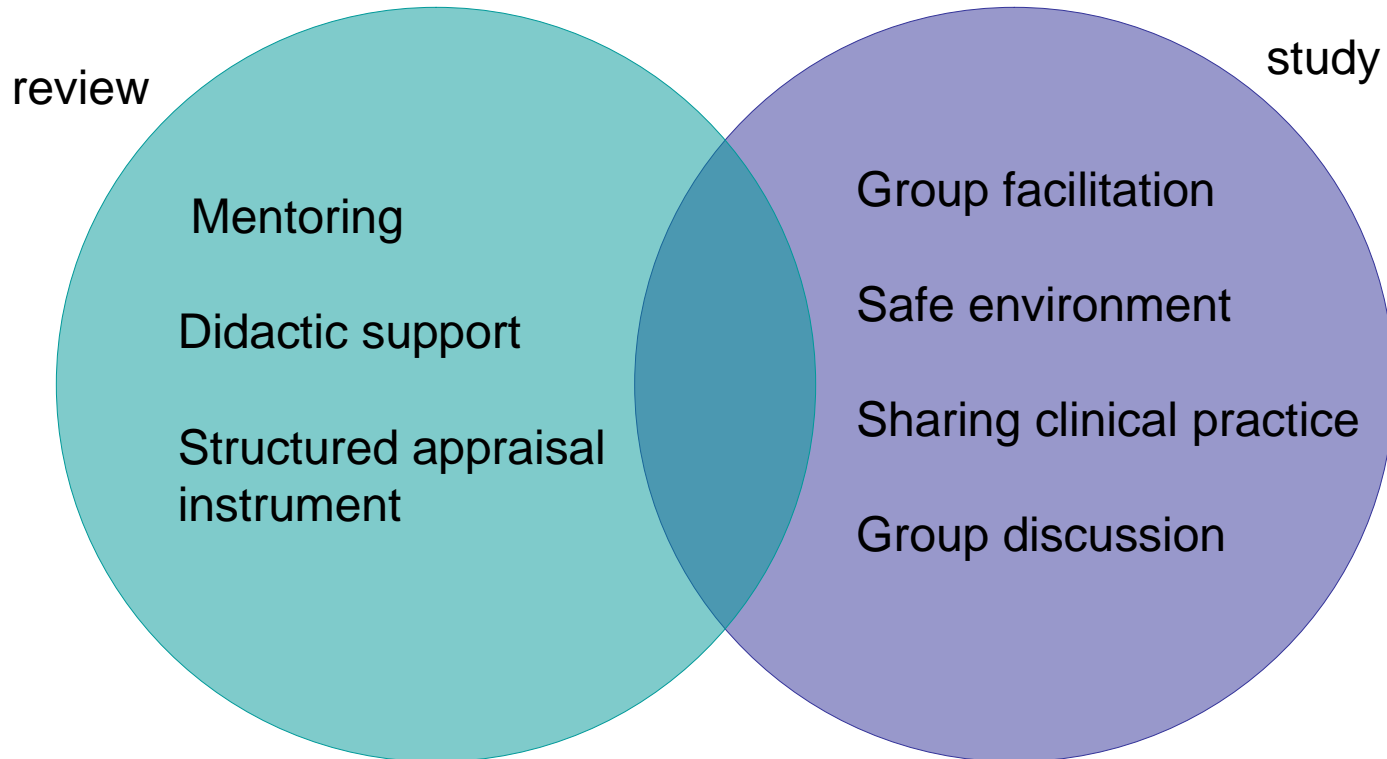 review
study
Mentoring
Didactic support
Structured appraisal
instrument
Group facilitation
Safe environment
Sharing clinical practice
Group discussion